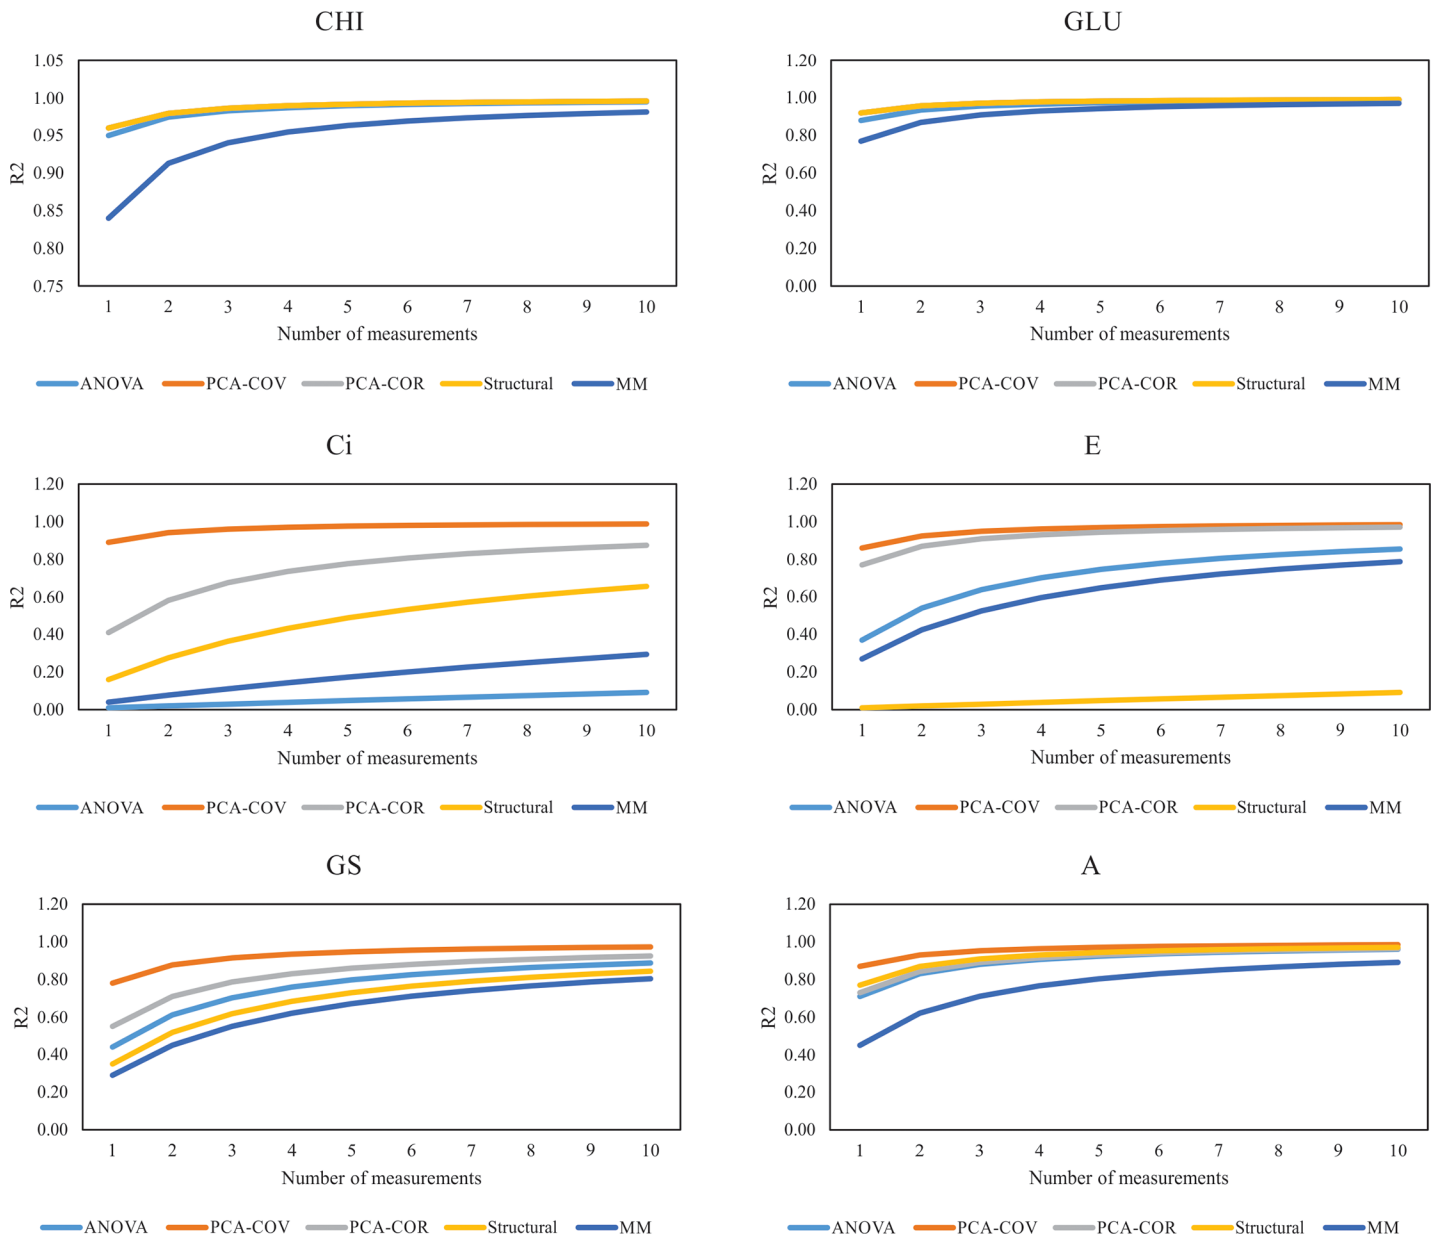 CHI
1.05
1.00
0.95
0.90
0.85
0.80
0.75
R2
1 2 3 4 5 6 7 8 9 10
Number of measurements
ANOVA PCA-COV PCA-COR Structural MM
GLU
1.20
1.00
0.80
0.60
0.40
0.20
0.00
R2
1 2 3 4 5 6 7 8 9 10
Number of measurements
ANOVA PCA-COV PCA-COR Structural MM
Ci
1.20
1.00
0.80
0.60
0.40
0.20
0.00
R2
1 2 3 4 5 6 7 8 9 10
Number of measurements
ANOVA PCA-COV PCA-COR Structural MM
E
1.20
1.00
0.80
0.60
0.40
0.20
0.00
R2
1 2 3 4 5 6 7 8 9 10
Number of measurements
ANOVA PCA-COV PCA-COR Structural MM
GS
1.20
1.00
0.80
0.60
0.40
0.20
0.00
R2
1 2 3 4 5 6 7 8 9 10
Number of measurements
ANOVA PCA-COV PCA-COR Structural MM
A
1.20
1.00
0.80
0.60
0.40
0.20
0.00
R2
1 2 3 4 5 6 7 8 9 10
Number of measurements
ANOVA PCA-COV PCA-COR Structural MM